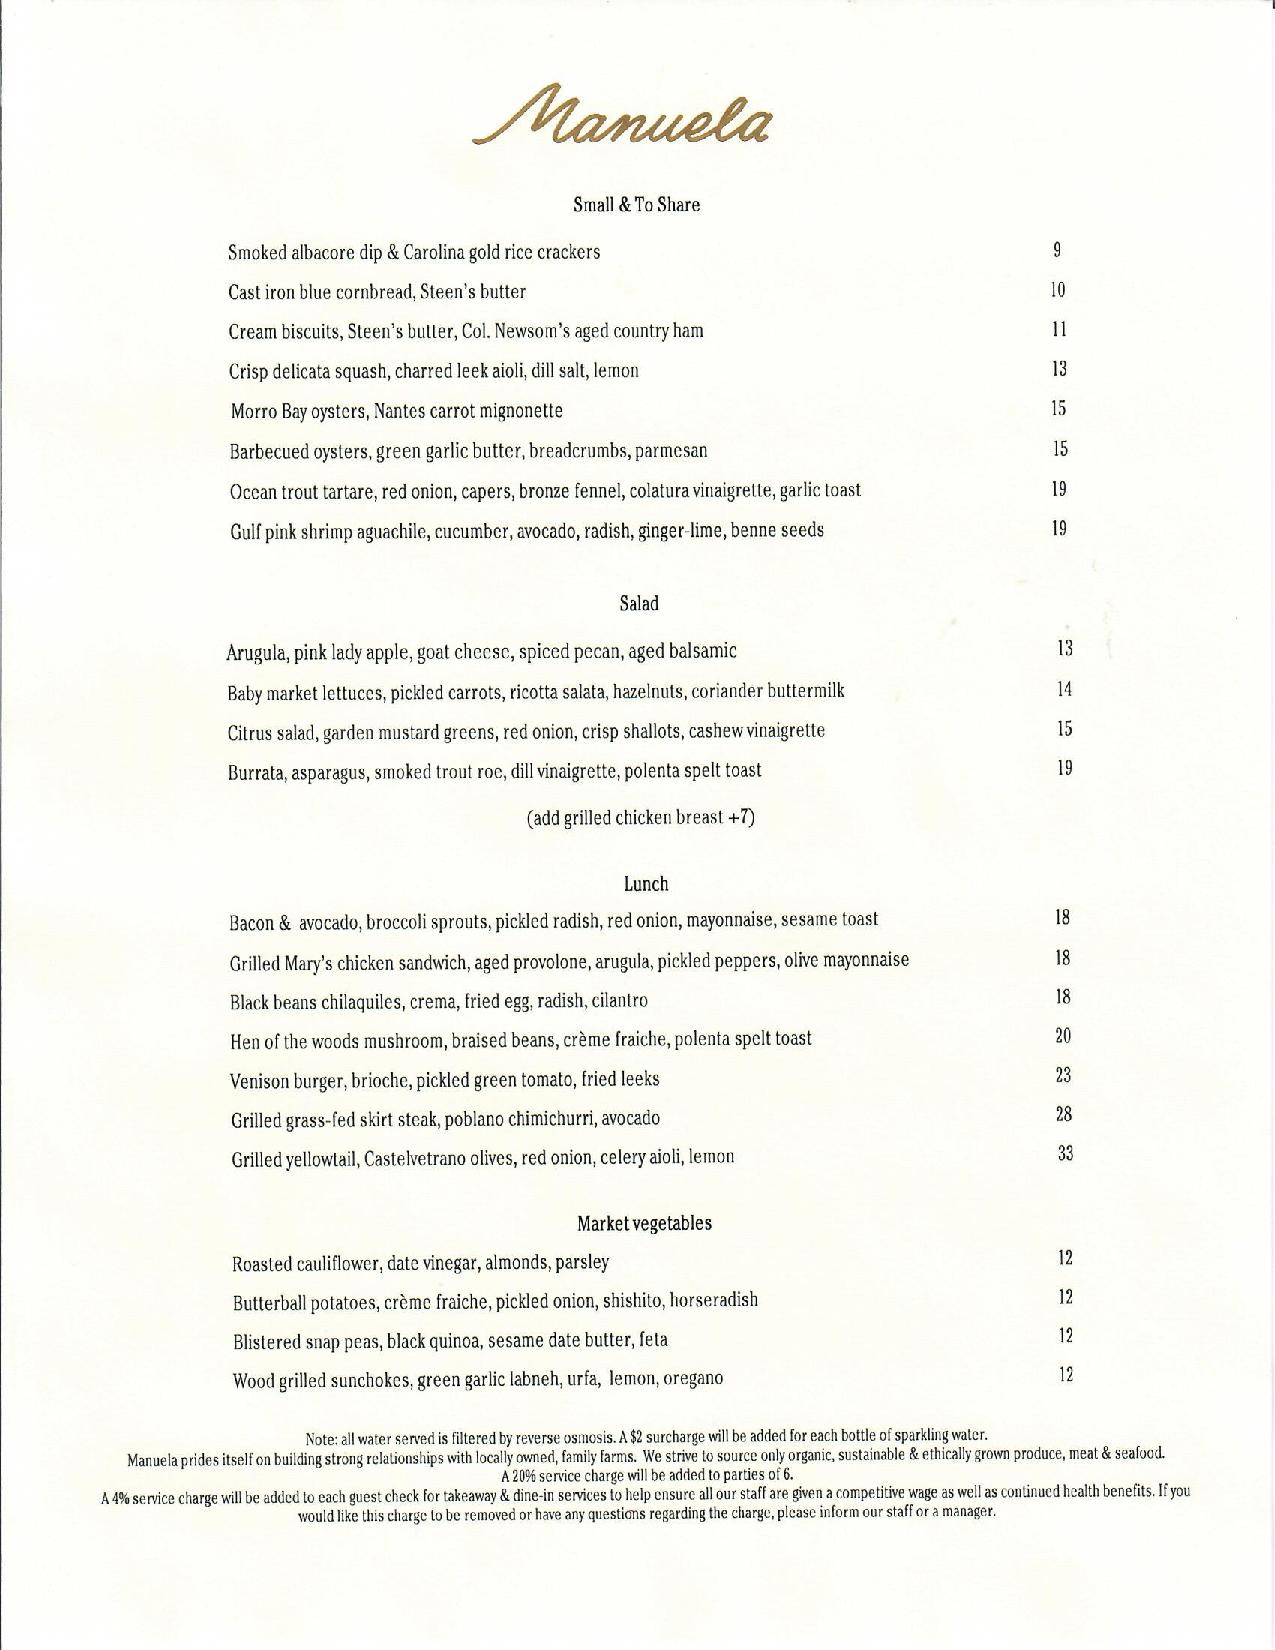 Manuela
Small & To Share
Smoked albacore dip & Carolina gold rice crackers 9
Cast iron blue cornbread, Steen's butter 10
Cream biscuits, Steen's butter, Col. Newsom's aged country ham 11
Crisp delicata squash, charred leek aioli, dill salt, lemon 13
Morro Bay oysters, Nantes carrot mignonette 15
Barbecued oysters, green garlic butter, breadcrumbs, parmesan 15
Ocean trout tartare, red onion, capers, bronze fennel, colatura vinaigrette, garlic toast 19
Gulf pink shrimp aguachile, cucumber, avocado, radish, ginger-lime, benne seeds 19
Salad
Arugula, pink lady apple, goat cheese, spiced pecan, aged balsamic 13
Baby market lettuces, pickled carrots, ricotta salata, hazelnuts, coriander buttermilk 14
Citrus salad, garden mustard greens, red onion, crisp shallots, cashew vinaigrette 15
Burrata, asparagus, smoked trout roe, dill vinaigrette, polenta spelt toast 19
(add grilled chicken breast +7)
Lunch
Bacon & avocado, broccoli sprouts, pickled radish, red onion, mayonnaise, sesame toast 18
Grilled Mary's chicken sandwich, aged provolone, arugula, pickled peppers, olive mayonnaise 18
Black beans chilaquiles, crema, fried egg, radish, cilantro 18
Hen of the woods mushroom, braised beans, crème fraiche, polenta spelt toast 20
Venison burger, brioche, pickled green tomato, fried leeks 23
Grilled grass-fed skirt steak, poblano chimichurri, avocado 28
Grilled yellowtail, Castelvetrano olives, red onion, celery aioli, lemon 33
Market vegetables
Roasted cauliflower, date vinegar, almonds, parsley 12
Butterball potatoes, crème fraiche, pickled onion, shishito, horseradish 12
Blistered snap peas, black quinoa, sesame date butter, feta 12
Wood grilled sunchokes, green garlic labneh, urfa, lemon, oregano 12
Note: all water served is filtered by reverse osmosis. A $2 surcharge will be added for each bottle of sparkling water.
Manuela prides itself on building strong relationships with locally owned, family farms. We strive to source only organic, sustainable & ethically grown produce, meat & seafood.
A 20% service charge will be added to parties of 6.
A 4% service charge will be added to each guest check for takeaway & dine-in services to help ensure all our staff are given a competitive wage as well as continued health benefits. If you
would like this charge to be removed or have any questions regarding the charge, please inform our staff or a manager.